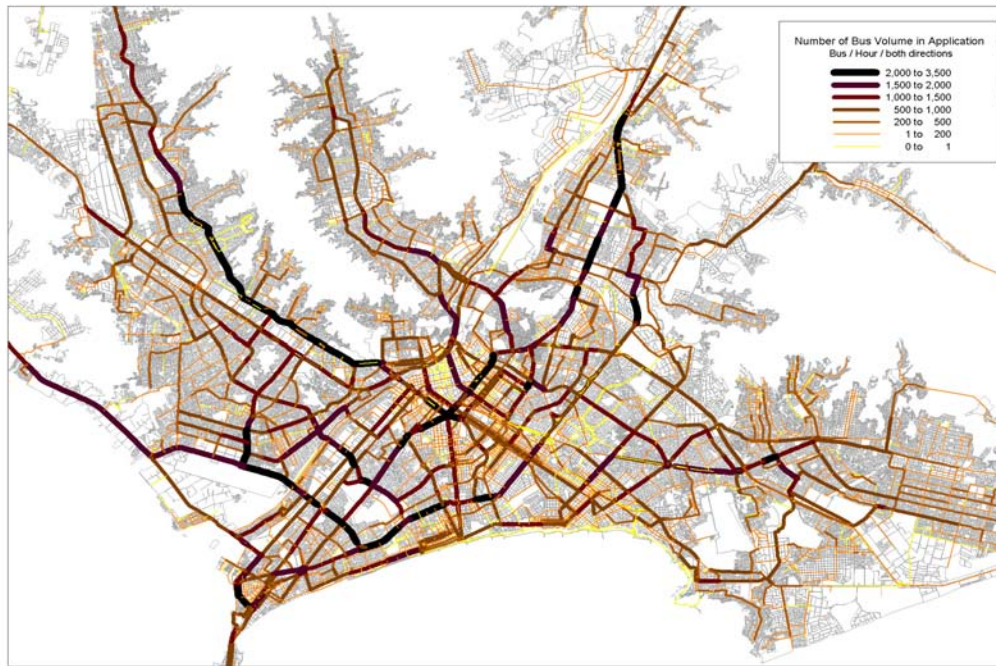 Number of Bus Volume in Application
Bus / Hour / both directions
2,000 to 3,500
1,500 to 2,000
1,000 to 1,500
500 to 1,000
200 to 500
1 to 200
0 to 1